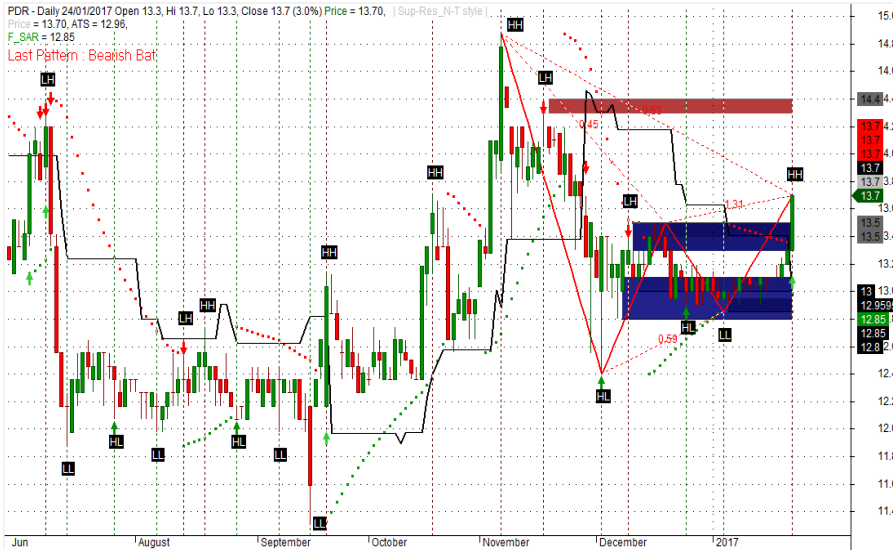 PDR - Daily 24/01/2017 Open 13.3, Hi 13.7, Lo 13.3, Close 13.7 (3.0%) Price = 13.70, | Sup-Res_N-T style |
Price = 13.70, ATS = 12.96,
F_SAR = 12.85
Last Pattern : Bearish Bat
HH
LH
LH
HH
HH
LH
HH
LH
HH
HL
LL
HL
LL
HL
LL
LL
HL
LL
0.53
0.45
1.31
0.59
15.0
14.8
14.6
14.4
13.7
13.7
13.7
13.7
13.7
13.7
13.5
13.5
13.2
13
12.959
12.85
12.85
12.8
12.4
12.2
12.0
11.8
11.6
11.4
Jun
August
September
October
November
December
2017